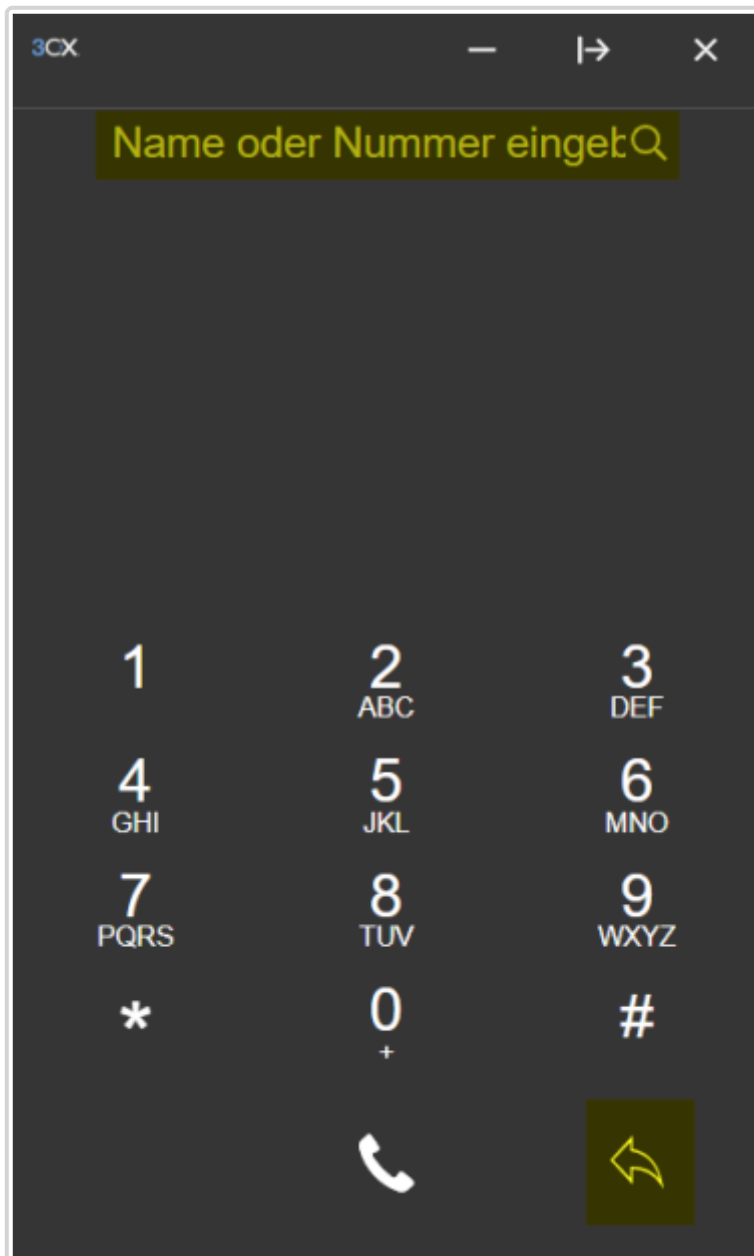 3CX
Name oder Nummer eingeb
1 2 3
ABC DEF
4 5 6
GHI JKL MNO
7 8 9
PQRS TUV WXYZ
* 0 #
+